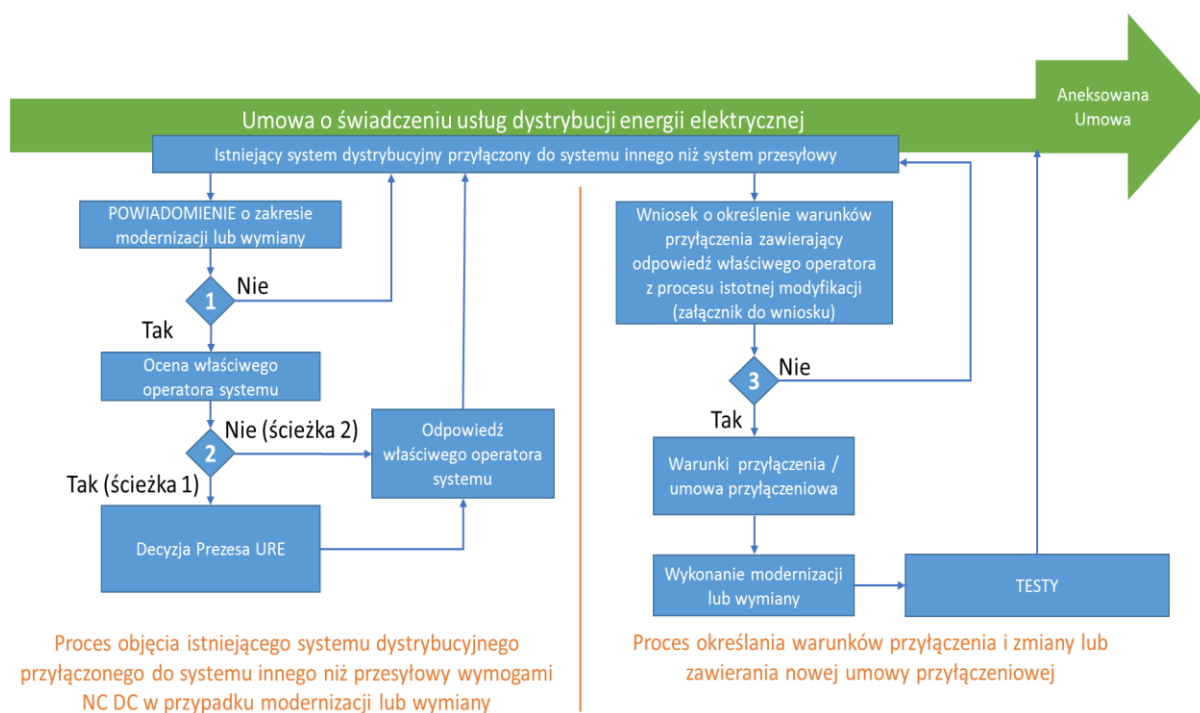 Umowa o świadczeniu usług dystrybucji energii elektrycznej
Aneksowana
Umowa
Istniejący system dystrybucyjny przyłączony do systemu innego niż system przesyłowy
POWIADOMIENIE o zakresie
modernizacji lub wymiany
1
Nie
Tak
Ocena właściwego
operatora systemu
2
Nie (ścieżka 2)
Tak (ścieżka 1)
Odpowiedź
właściwego operatora
systemu
Decyzja Prezesa URE
Proces objęcia istniejącego systemu dystrybucyjnego
przyłączonego do systemu innego niż przesyłowy wymogami
NC DC w przypadku modernizacji lub wymiany
Wniosek o określenie warunków
przyłączenia zawierający
odpowiedź właściwego operatora
z procesu istotnej modyfikacji
(załącznik do wniosku)
3
Nie
Tak
Warunki przyłączenia /
umowa przyłączeniowa
Wykonanie modernizacji
lub wymiany
TESTY
Proces określania warunków przyłączenia i zmiany lub
zawierania nowej umowy przyłączeniowej